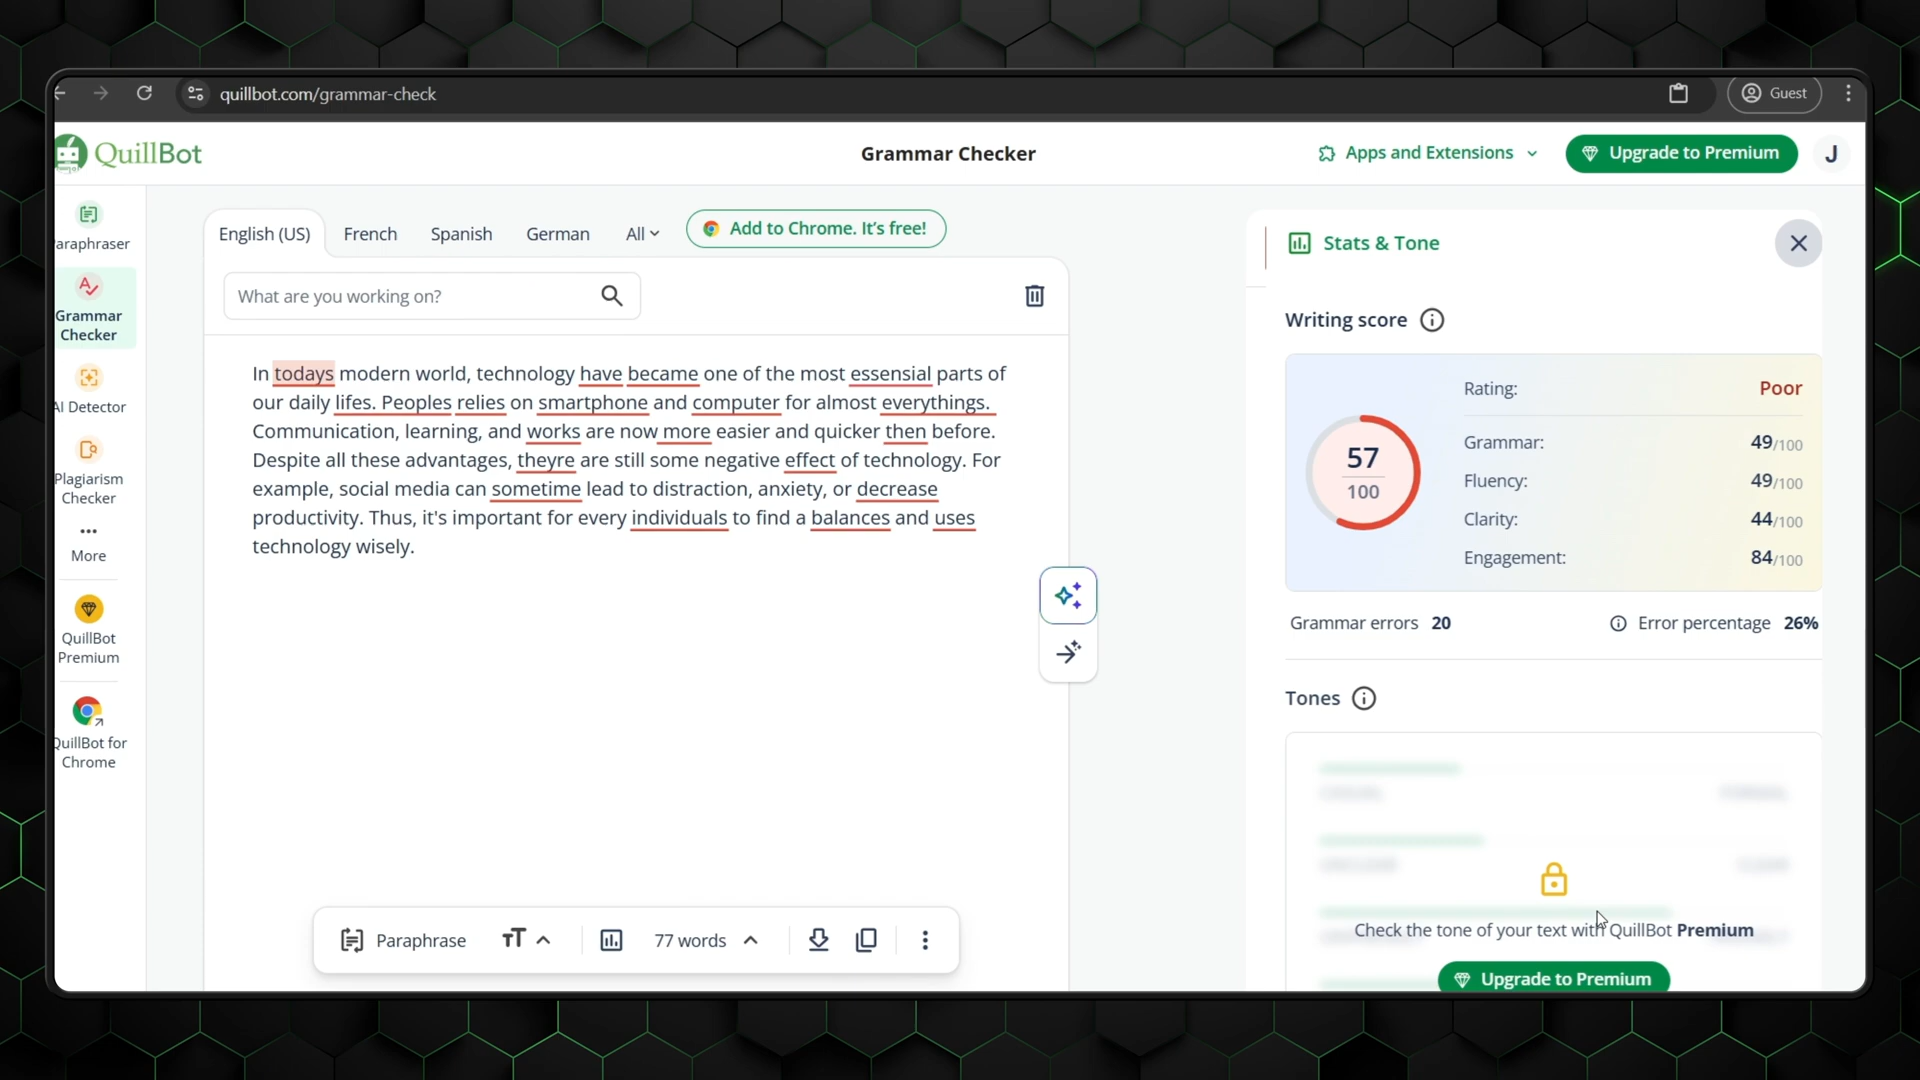 quillbot.com/grammar-check
Guest
QuillBot
Grammar Checker
Apps and Extensions
Upgrade to Premium
J
araphraser
Grammar
Checker
AI Detector
Plagiarism
Checker
More
QuillBot
Premium
QuillBot for
Chrome
English (US) French Spanish German All
Add to Chrome. It's free!
What are you working on?
In todays modern world, technology have became one of the most essensial parts of
our daily lifes. Peoples relies on smartphone and computer for almost everythings.
Communication, learning, and works are now more easier and quicker then before.
Despite all these advantages, theyre are still some negative effect of technology. For
example, social media can sometime lead to distraction, anxiety, or decrease
productivity. Thus, it's important for every individuals to find a balances and uses
technology wisely.
Paraphrase
77 words
Stats & Tone
Writing score
57
100
Rating: Poor
Grammar: 49/100
Fluency: 49/100
Clarity: 44/100
Engagement: 84/100
Grammar errors 20 Error percentage 26%
Tones
Check the tone of your text with QuillBot Premium
Upgrade to Premium